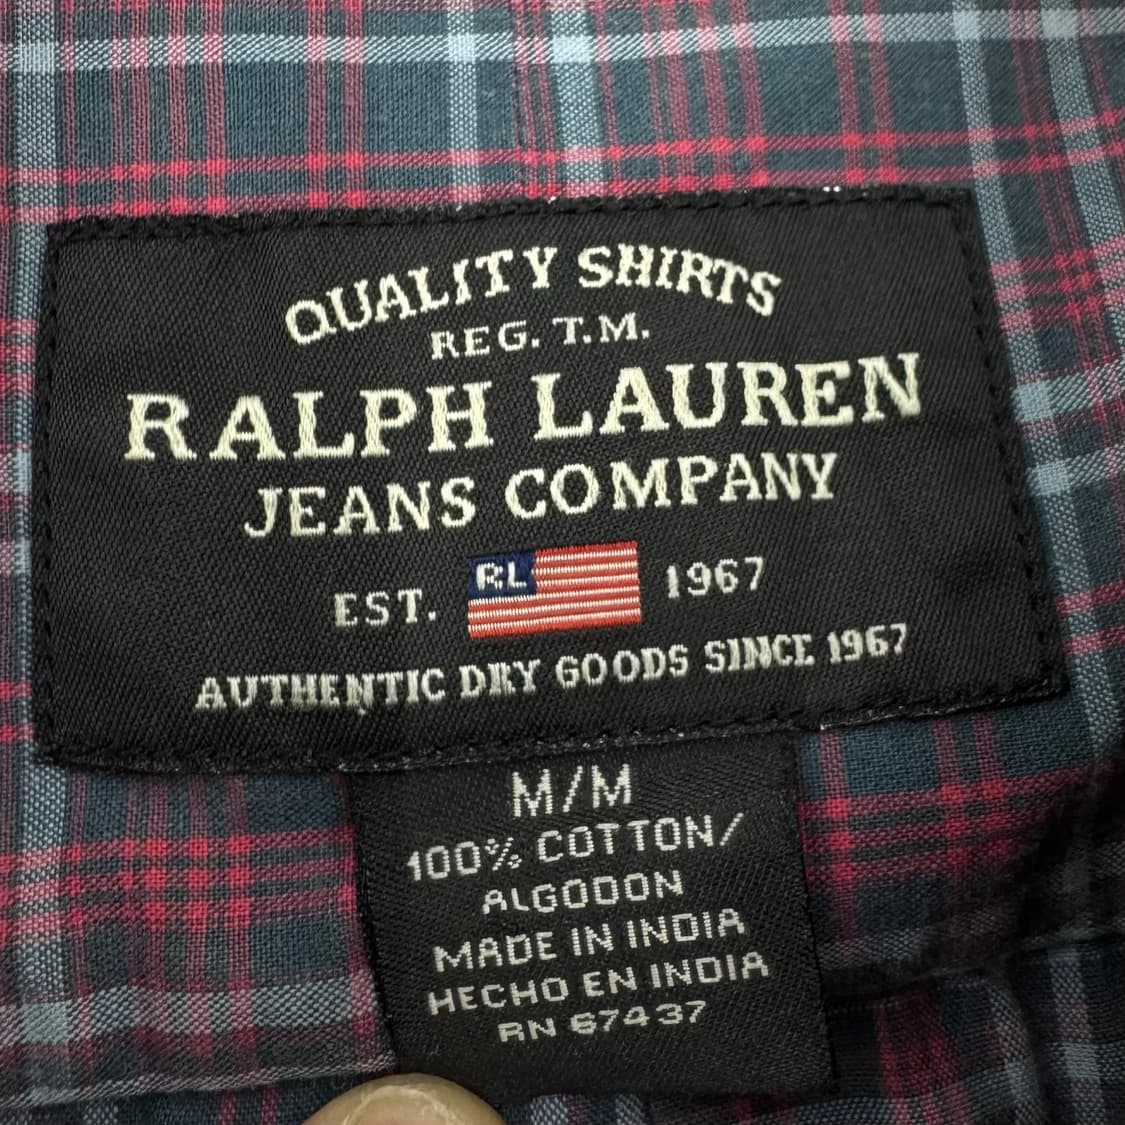 QUALITY SHIRTS
REG. T.M.
RALPH LAUREN
JEANS COMPANY
EST. RL 1967
AUTHENTIC DRY GOODS SINCE 1967
M/M
100% COTTON/
ALGODON
MADE IN INDIA
HECHO EN INDIA
RN 67437